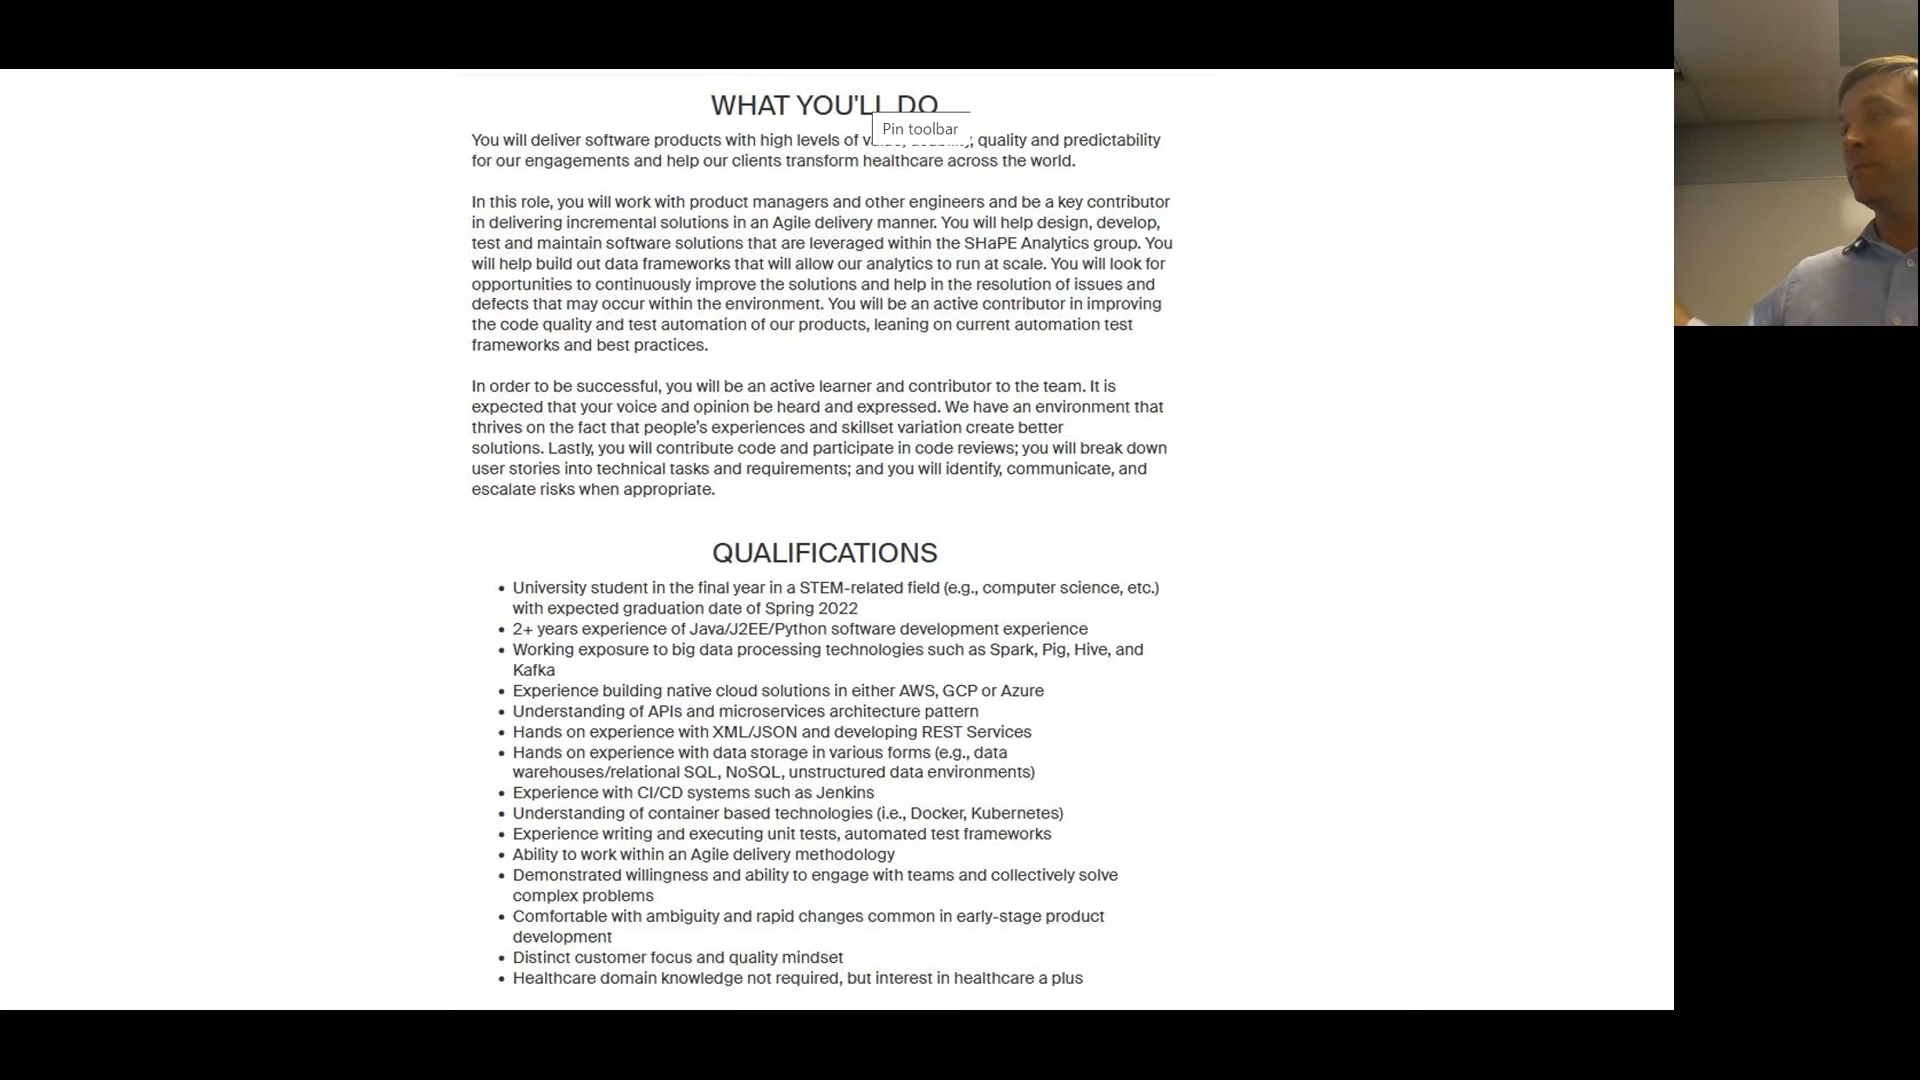 WHAT YOU'LL DO
Pin toolbar
You will deliver software products with high levels of quality and predictability
for our engagements and help our clients transform healthcare across the world.
In this role, you will work with product managers and other engineers and be a key contributor
in delivering incremental solutions in an Agile delivery manner. You will help design, develop,
test and maintain software solutions that are leveraged within the SHaPE Analytics group. You
will help build out data frameworks that will allow our analytics to run at scale. You will look for
opportunities to continuously improve the solutions and help in the resolution of issues and
defects that may occur within the environment. You will be an active contributor in improving
the code quality and test automation of our products, leaning on current automation test
frameworks and best practices.
In order to be successful, you will be an active learner and contributor to the team. It is
expected that your voice and opinion be heard and expressed. We have an environment that
thrives on the fact that people's experiences and skillset variation create better
solutions. Lastly, you will contribute code and participate in code reviews; you will break down
user stories into technical tasks and requirements; and you will identify, communicate, and
escalate risks when appropriate.
QUALIFICATIONS
• University student in the final year in a STEM-related field (e.g., computer science, etc.)
with expected graduation date of Spring 2022
• 2+ years experience of Java/J2EE/Python software development experience
• Working exposure to big data processing technologies such as Spark, Pig, Hive, and
Kafka
• Experience building native cloud solutions in either AWS, GCP or Azure
• Understanding of APIs and microservices architecture pattern
• Hands on experience with XML/JSON and developing REST Services
• Hands on experience with data storage in various forms (e.g., data
warehouses/relational SQL, NoSQL, unstructured data environments)
• Experience with CI/CD systems such as Jenkins
• Understanding of container based technologies (i.e., Docker, Kubernetes)
• Experience writing and executing unit tests, automated test frameworks
• Ability to work within an Agile delivery methodology
• Demonstrated willingness and ability to engage with teams and collectively solve
complex problems
• Comfortable with ambiguity and rapid changes common in early-stage product
development
• Distinct customer focus and quality mindset
• Healthcare domain knowledge not required, but interest in healthcare a plus